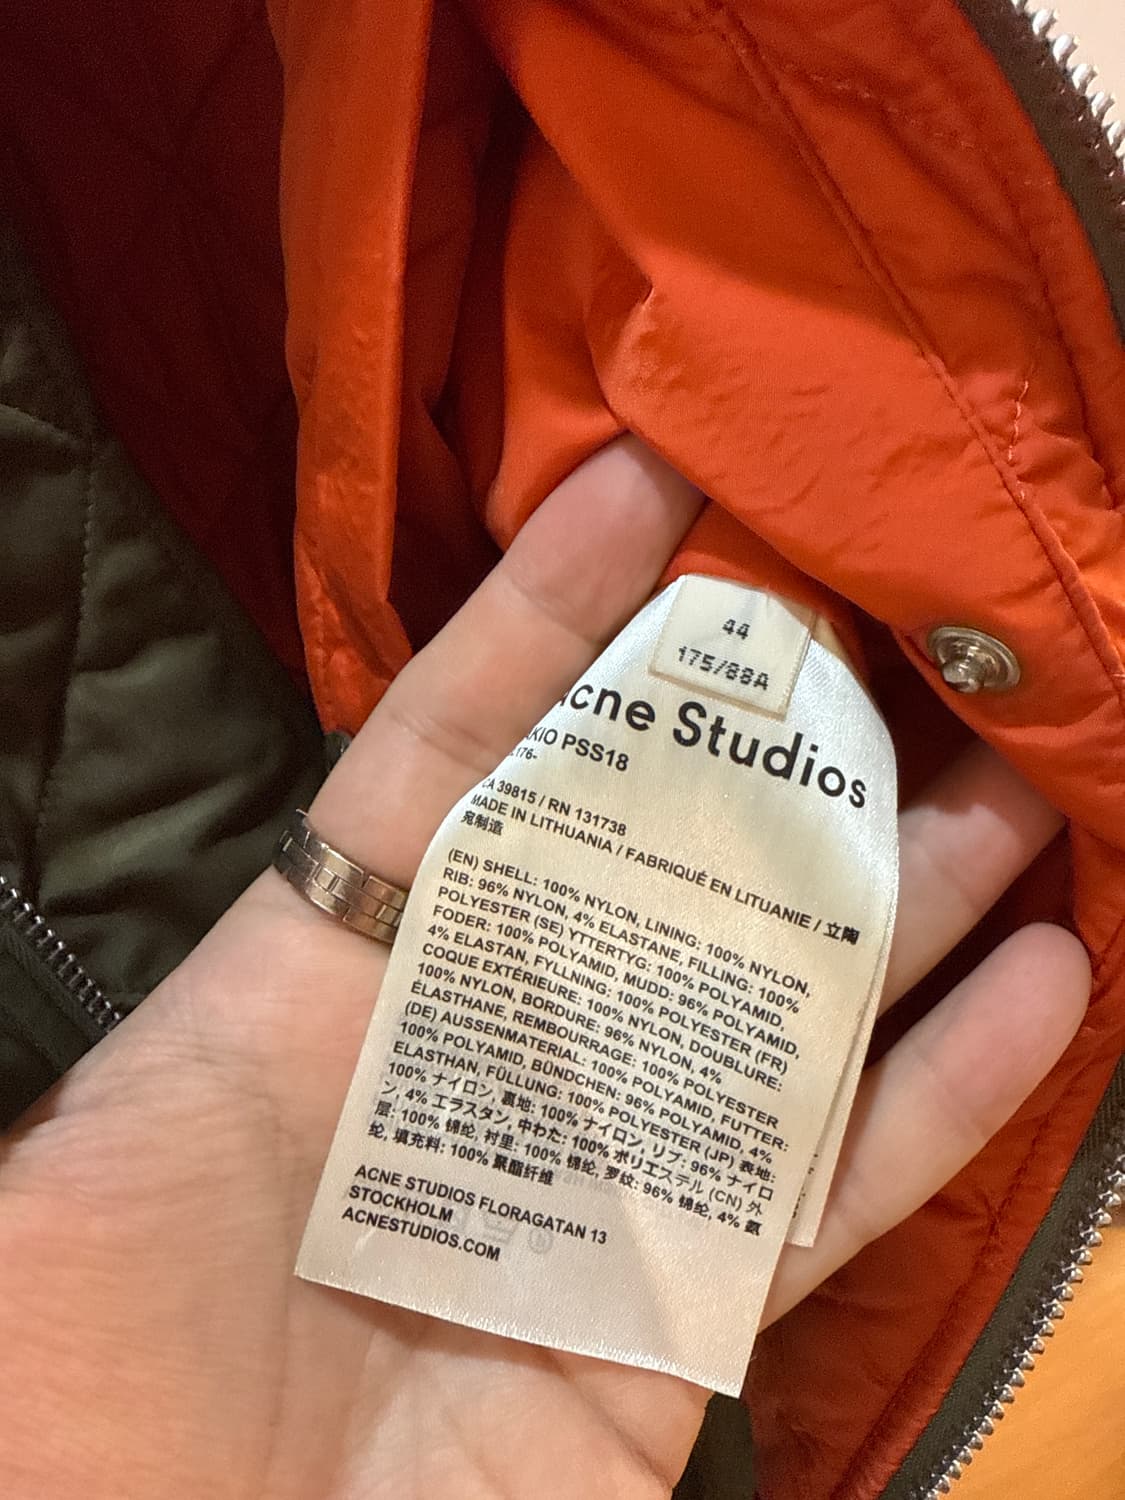 44
175/88A
Acne Studios
PSS18
39815 / RN 131738
MADE IN LITHUANIA / FABRIQUÉ EN LITUANIE / 立陶
宛制造
(EN) SHELL: 100% NYLON, LINING: 100% NYLON,
RIB: 96% NYLON, 4% ELASTANE, FILLING: 100%
POLYESTER (SE) YTTERTYG: 100% POLYAMID,
FODER: 100% POLYAMID, MUDD: 96% POLYAMID,
4% ELASTAN, FYLLNING: 100% POLYESTER (FR)
COQUE EXTÉRIEURE: 100% NYLON, DOUBLURE:
100% NYLON, BORDURE: 96% NYLON, 4%
ÉLASTHANE, REMBOURRAGE: 100% POLYESTER
(DE) AUSSENMATERIAL: 100% POLYAMID, FUTTER:
100% POLYAMID, BÜNDCHEN: 96% POLYAMID, 4%
ELASTHAN, FÜLLUNG: 100% POLYESTER (JP) 表地:
100% ナイロン, 裏地: 100% ナイロン, リブ: 96% ナイロ
ン, 4% エラスタン, 中わた: 100% ポリエステル (CN) 外
层: 100% 锦纶, 衬里: 100% 锦纶, 罗纹: 96% 锦纶, 4% 氨
纶, 填充料: 100% 聚酯纤维
ACNE STUDIOS FLORAGATAN 13
STOCKHOLM
ACNESTUDIOS.COM